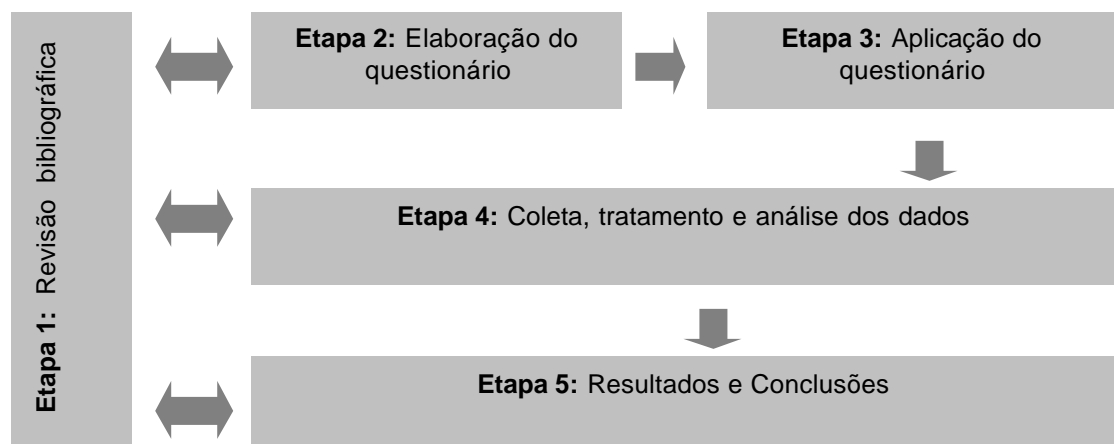 Etapa 1: Revisão bibliográfica
Etapa 2: Elaboração do
questionário
Etapa 3: Aplicação do
questionário
Etapa 4: Coleta, tratamento e análise dos dados
Etapa 5: Resultados e Conclusões